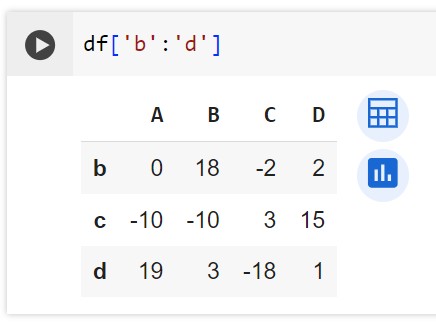 df['b':'d']
A B C D
b 0 18 -2 2
c -10 -10 3 15
d 19 3 -18 1